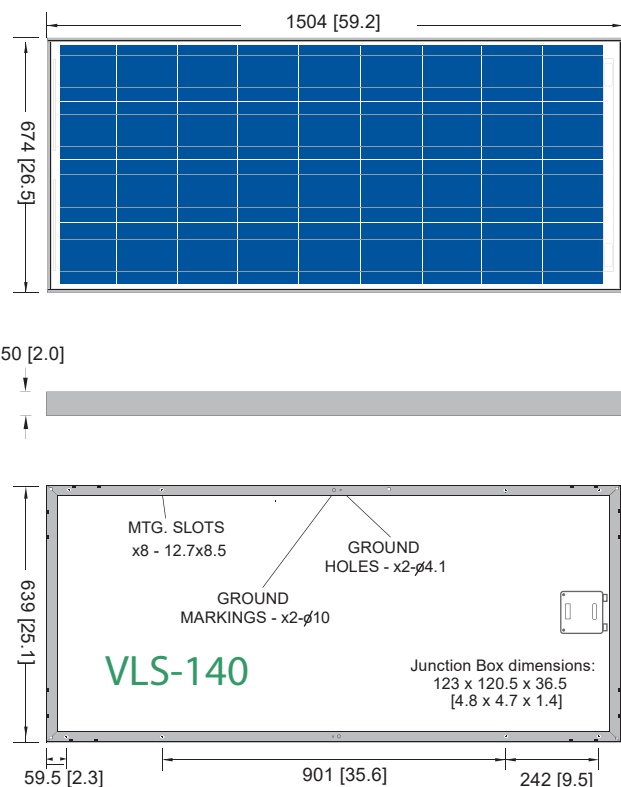 1504 [59.2]
674 [26.5]
50 [2.0]
MTG. SLOTS
x8 - 12.7x8.5
GROUND
HOLES - x2-ø4.1
GROUND
MARKINGS - x2-ø10
639 [25.1]
VLS-140
Junction Box dimensions:
123 x 120.5 x 36.5
[4.8 x 4.7 x 1.4]
59.5 [2.3]
901 [35.6]
242 [9.5]